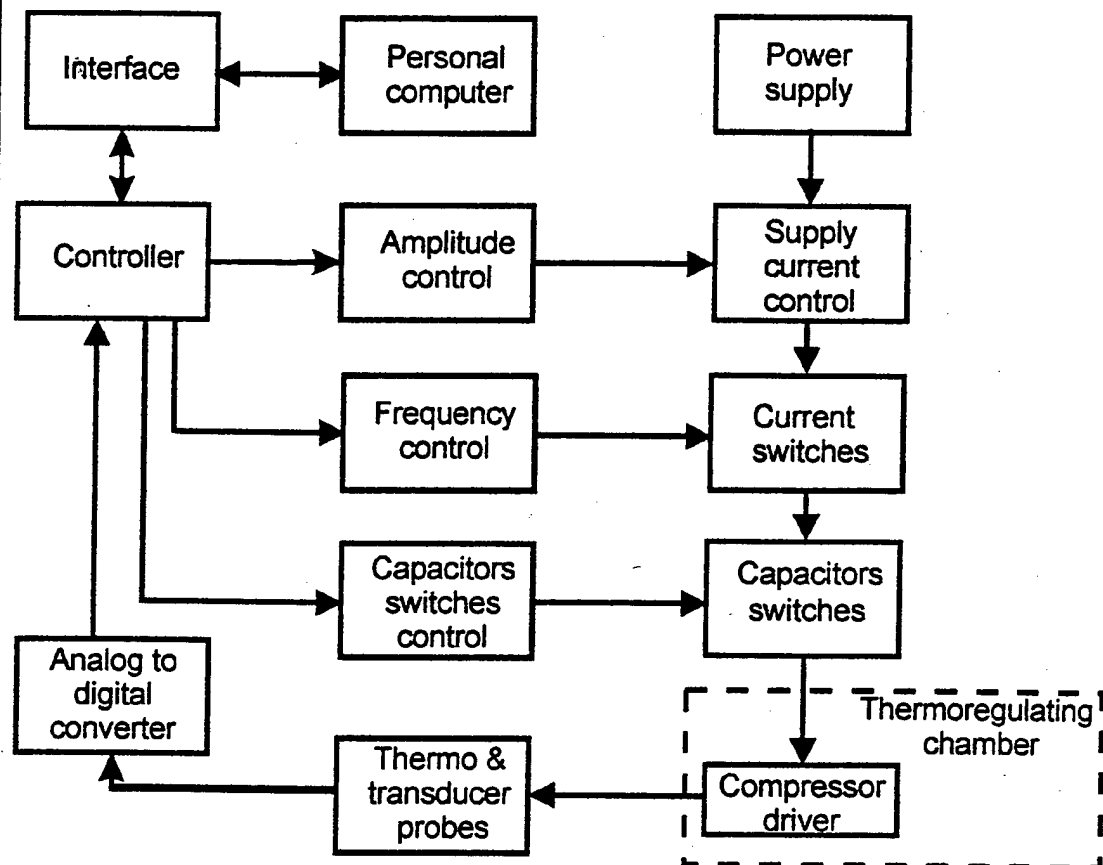 Interface
Personal
computer
Power
supply
Controller
Amplitude
control
Supply
current
control
Frequency
control
Current
switches
Capacitors
switches
control
Capacitors
switches
Analog to
digital
converter
Thermoregulating
chamber
Thermo &
transducer
probes
Compressor
driver